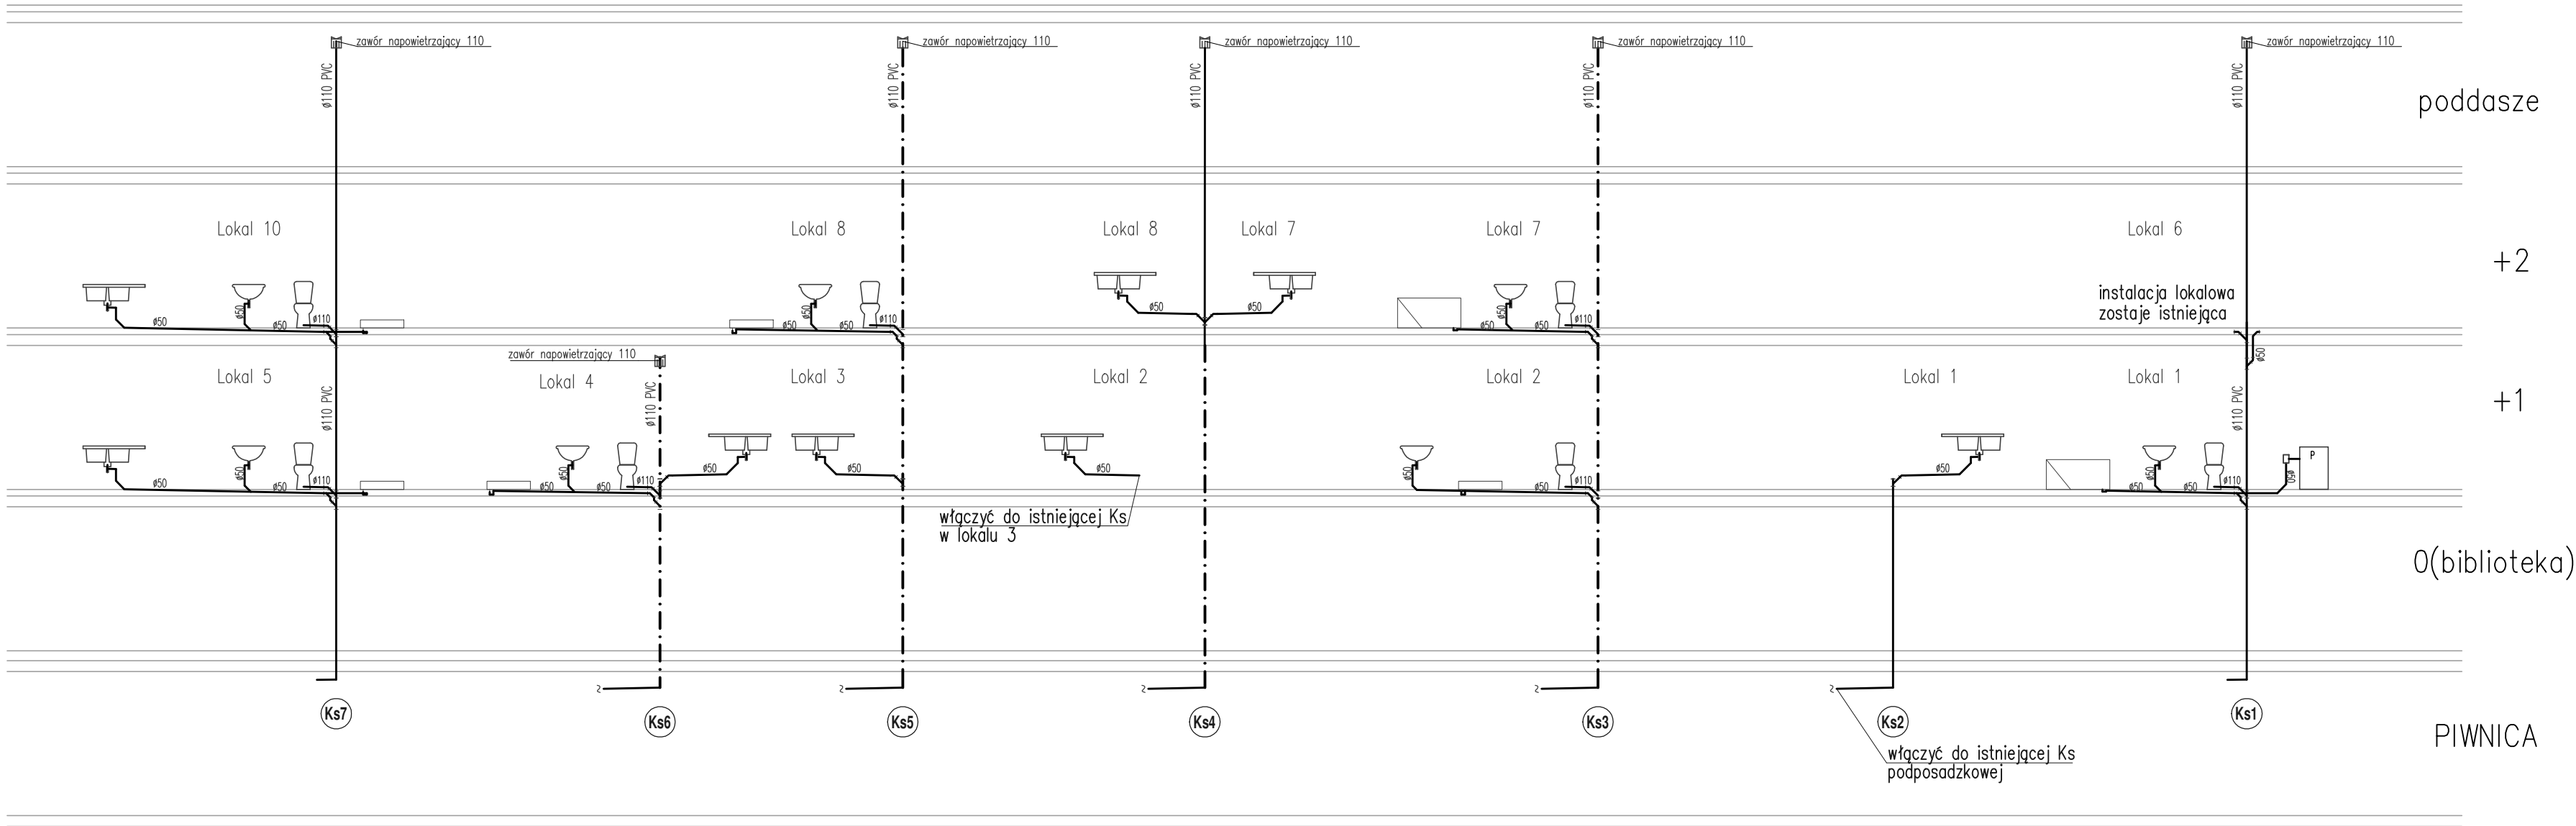 zawór napowietrzający 110
zawór napowietrzający 110
zawór napowietrzający 110
zawór napowietrzający 110
zawór napowietrzający 110
ø110 PVC
ø110 PVC
ø110 PVC
ø110 PVC
ø110 PVC
poddasze
Lokal 10
Lokal 8
Lokal 8
Lokal 7
Lokal 7
Lokal 6
+2
instalacja lokalowa
zostaje istniejąca
ø50
ø50
ø50
ø110
ø50
ø50
ø50
ø110
ø50
ø50
ø50
ø50
ø50
ø110
ø50
zawór napowietrzający 110
Lokal 5
Lokal 4
Lokal 3
Lokal 2
Lokal 2
Lokal 1
Lokal 1
+1
ø110 PVC
ø110 PVC
ø110 PVC
ø50
ø50
ø50
ø110
ø50
ø50
ø50
ø110
ø50
ø50
ø50
ø50
ø50
ø110
ø50
ø50
ø50
ø50
ø110
ø50
P
włączyć do istniejącej Ks
w lokalu 3
0(biblioteka)
Ks7
Ks6
Ks5
Ks4
Ks3
Ks2
Ks1
PIWNICA
włączyć do istniejącej Ks
podposadzkowej